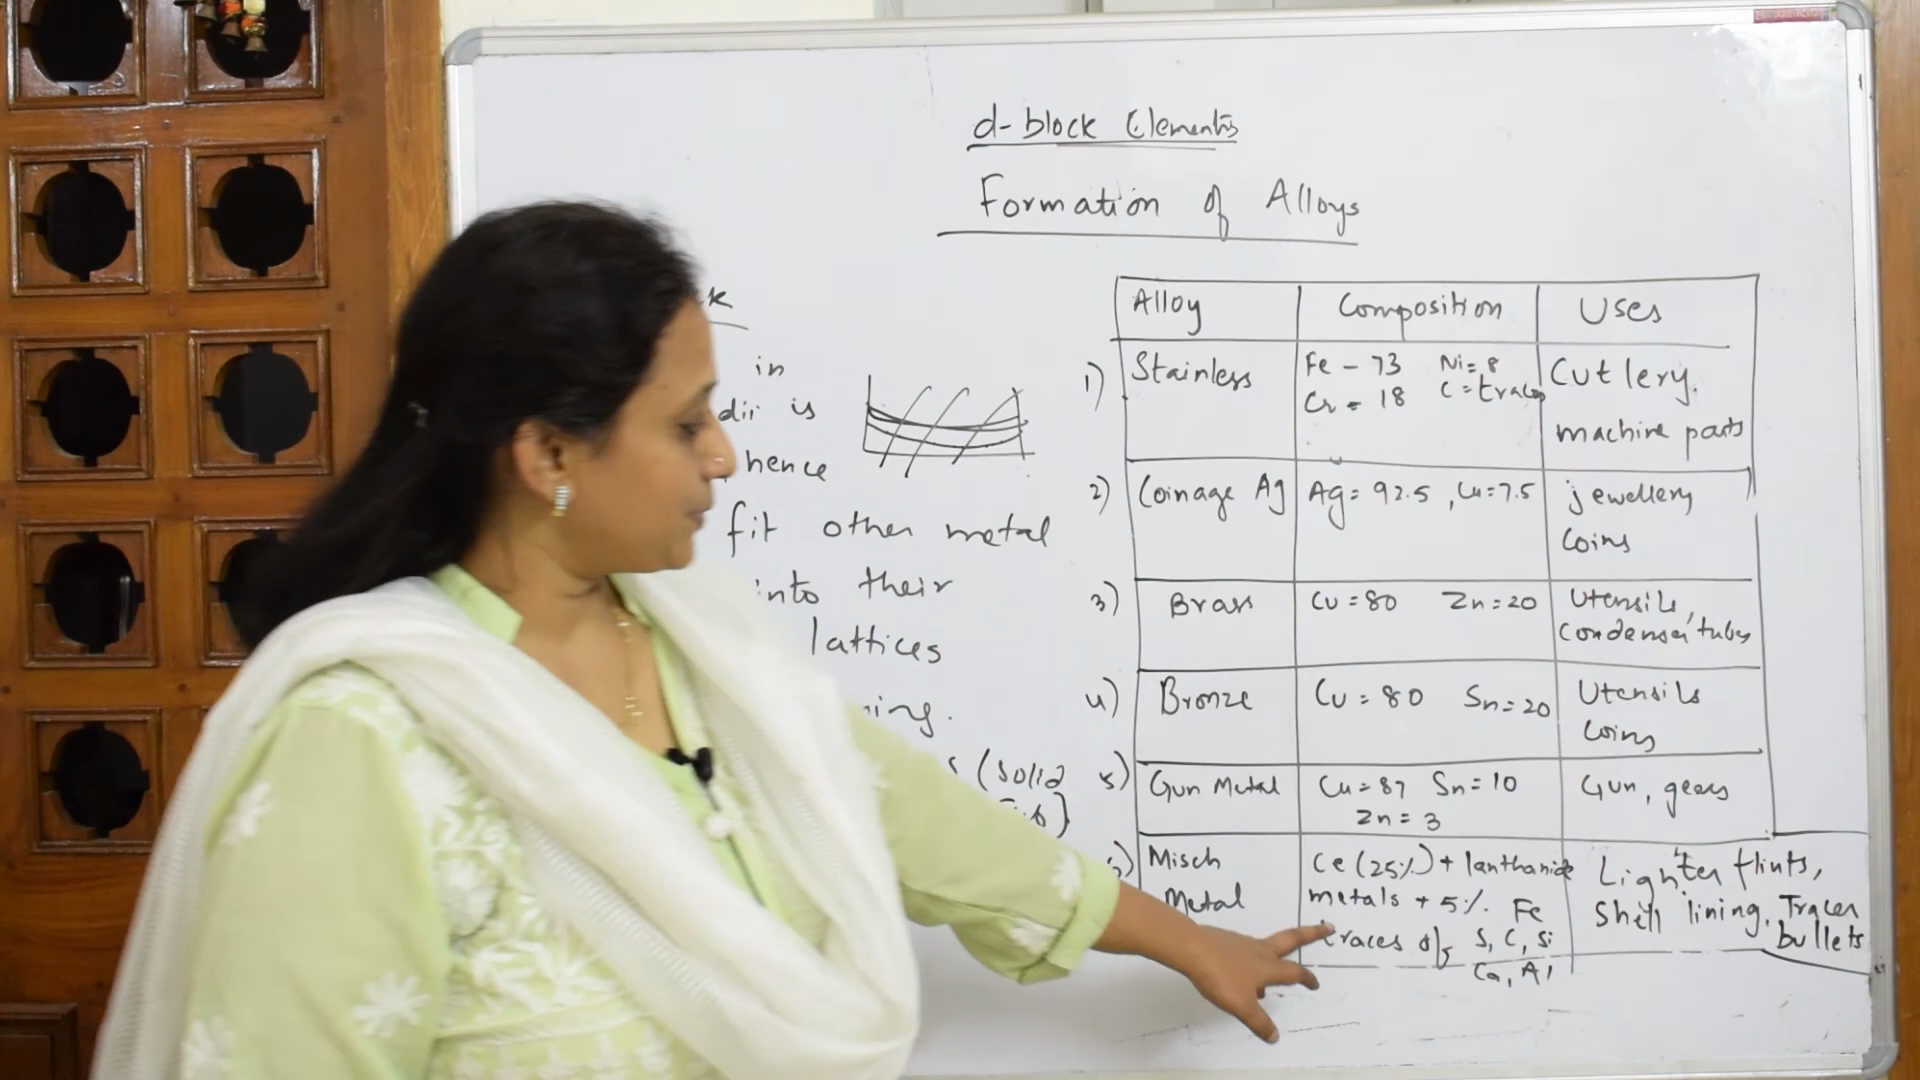 d-block Elements
Formation of Alloys
in
is
hence
fit other metal
into their
lattices
(solid
Alloy Composition Uses
1) Stainless Fe - 73 Ni = 8 Cutlery,
Cr = 18 C = traces machine parts
2) Coinage Ag Ag = 92.5, Cu = 7.5 jewellery
Coins
3) Brass Cu = 80 Zn = 20 Utensils,
condenser tubes
4) Bronze Cu = 80 Sn = 20 Utensils
Coins
5) Gun Metal Cu = 87 Sn = 10 Gun, gears
Zn = 3
Misch Ce (25%) + lanthanide Lighter flints,
Metal metals + 5% Fe Shell lining, Tracer
traces of S, C, Si bullets
Ca, Al